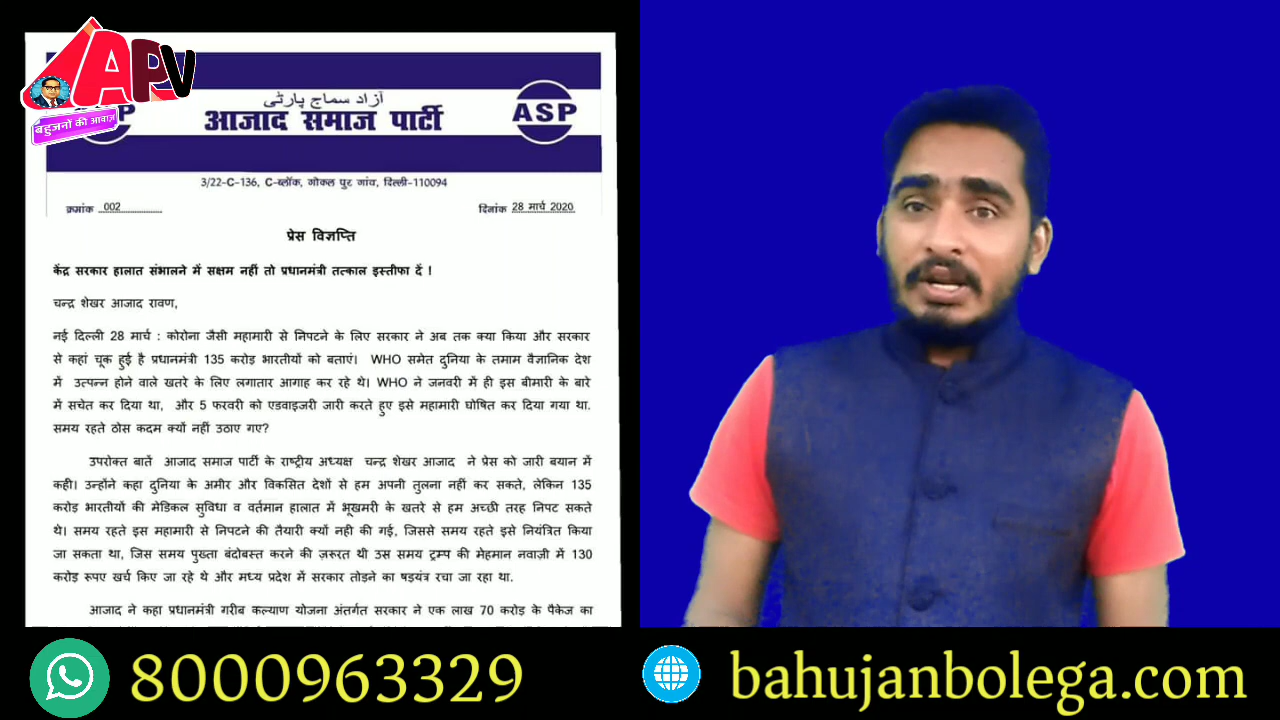 APV
बहुजनों की आवाज़
آزاد سماج پارٹی
आजाद समाज पार्टी
ASP
3/22-C-136, C-ब्लॉक, गोकल पुर गांव, दिल्ली-110094
क्रमांक 002 दिनांक 28 मार्च 2020
प्रेस विज्ञप्ति
केंद्र सरकार हालात संभालने में सक्षम नहीं तो प्रधानमंत्री तत्काल इस्तीफा दें !
चन्द्र शेखर आजाद रावण,
नई दिल्ली 28 मार्च : कोरोना जैसी महामारी से निपटने के लिए सरकार ने अब तक क्या किया और सरकार
से कहां चूक हुई है प्रधानमंत्री 135 करोड़ भारतीयों को बताएं। WHO समेत दुनिया के तमाम वैज्ञानिक देश
में उत्पन्न होने वाले खतरे के लिए लगातार आगाह कर रहे थे। WHO ने जनवरी में ही इस बीमारी के बारे
में सचेत कर दिया था, और 5 फरवरी को एडवाइजरी जारी करते हुए इसे महामारी घोषित कर दिया गया था.
समय रहते ठोस कदम क्यों नहीं उठाए गए?
उपरोक्त बातें आजाद समाज पार्टी के राष्ट्रीय अध्यक्ष चन्द्र शेखर आजाद ने प्रेस को जारी बयान में
कही। उन्होंने कहा दुनिया के अमीर और विकसित देशों से हम अपनी तुलना नहीं कर सकते, लेकिन 135
करोड़ भारतीयों की मेडिकल सुविधा व वर्तमान हालात में भूखमरी के खतरे से हम अच्छी तरह निपट सकते
थे। समय रहते इस महामारी से निपटने की तैयारी क्यों नही की गई, जिससे समय रहते इसे नियंत्रित किया
जा सकता था, जिस समय पुख्ता बंदोबस्त करने की ज़रूरत थी उस समय ट्रम्प की मेहमान नवाज़ी में 130
करोड़ रूपए खर्च किए जा रहे थे और मध्य प्रदेश में सरकार तोड़ने का षड्यंत्र रचा जा रहा था.
आजाद ने कहा प्रधानमंत्री गरीब कल्याण योजना अंतर्गत सरकार ने एक लाख 70 करोड़ के पैकेज का
8000963329
bahujanbolega.com